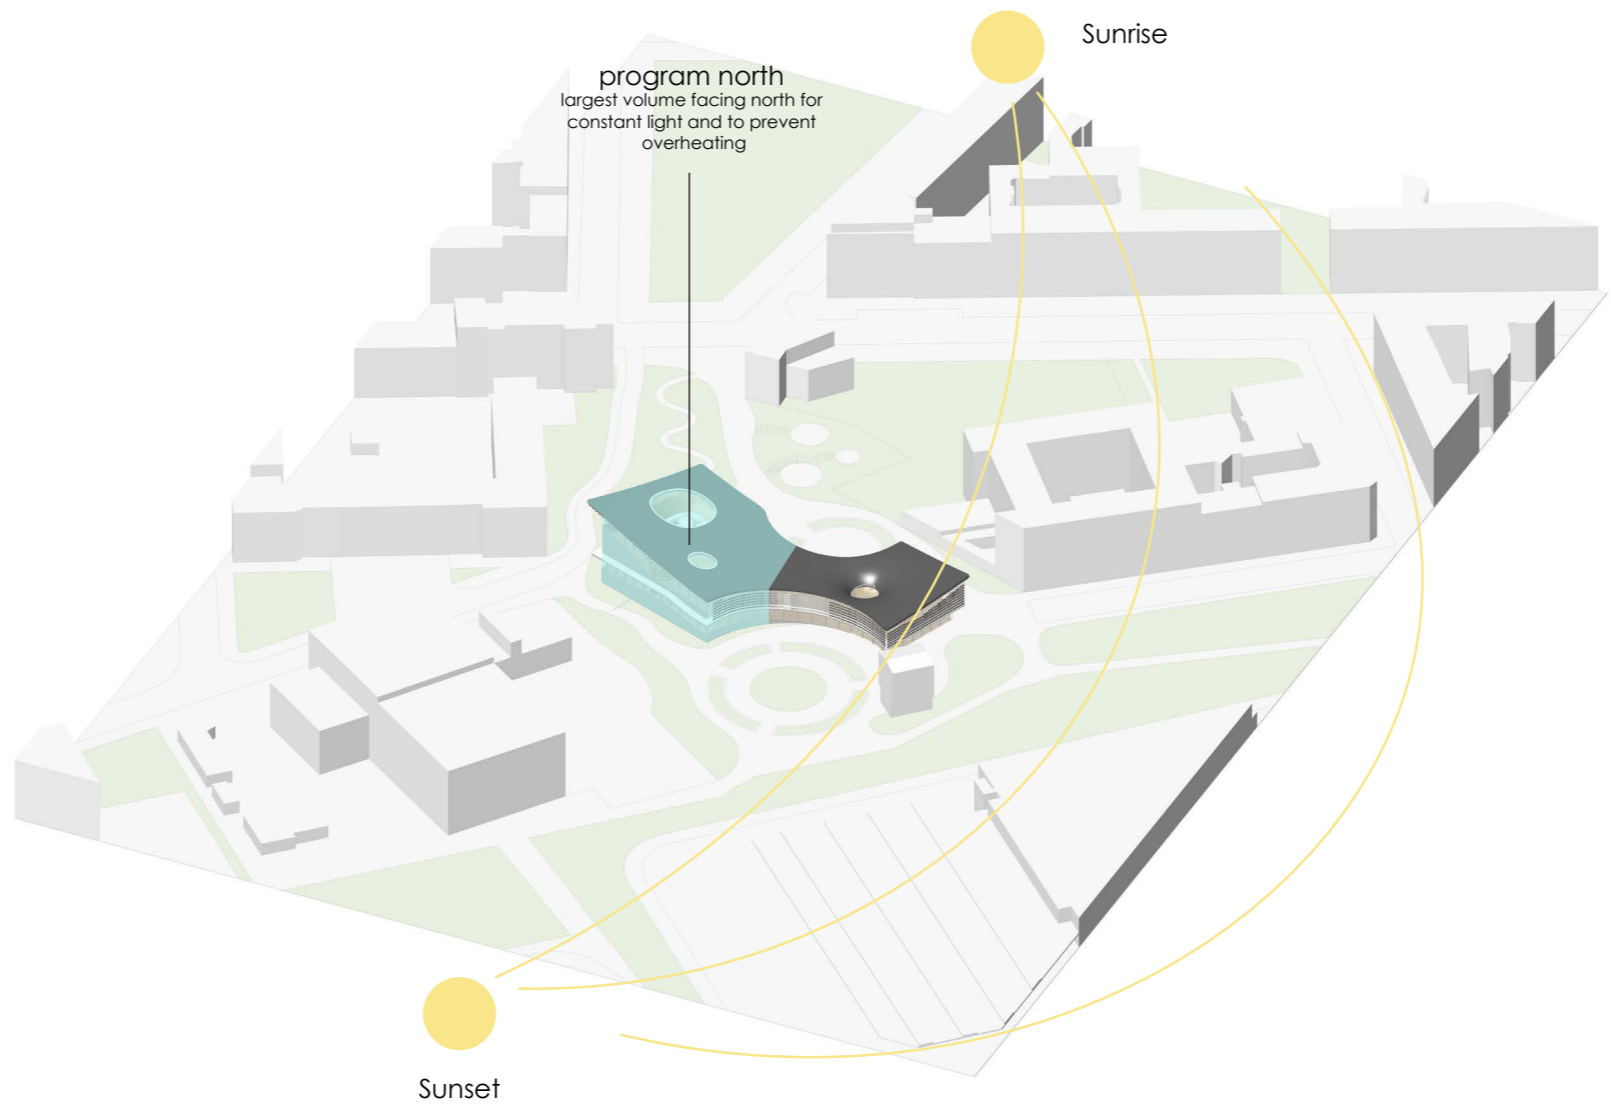 Sunrise
program north
largest volume facing north for
constant light and to prevent
overheating
Sunset